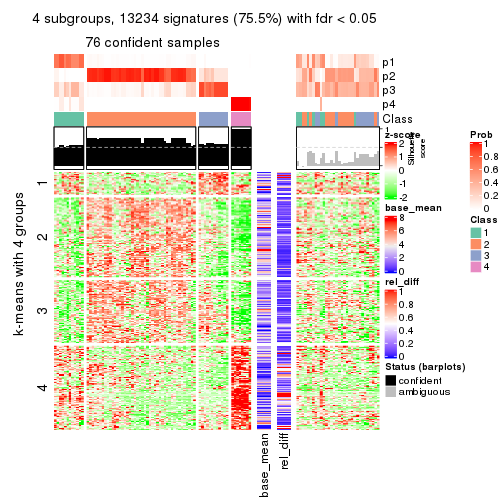 4 subgroups, 13234 signatures (75.5%) with fdr < 0.05
76 confident samples
p1
p2
p3
p4
Class
1
Silhouette
score
k-means with 4 groups
1
2
3
4
base_mean
rel_diff
z-score
2
1
0
-1
-2
base_mean
8
6
4
2
0
rel_diff
1
0.8
0.6
0.4
0.2
0
Status (barplots)
confident
ambiguous
Prob
1
0.8
0.6
0.4
0.2
0
Class
1
2
3
4